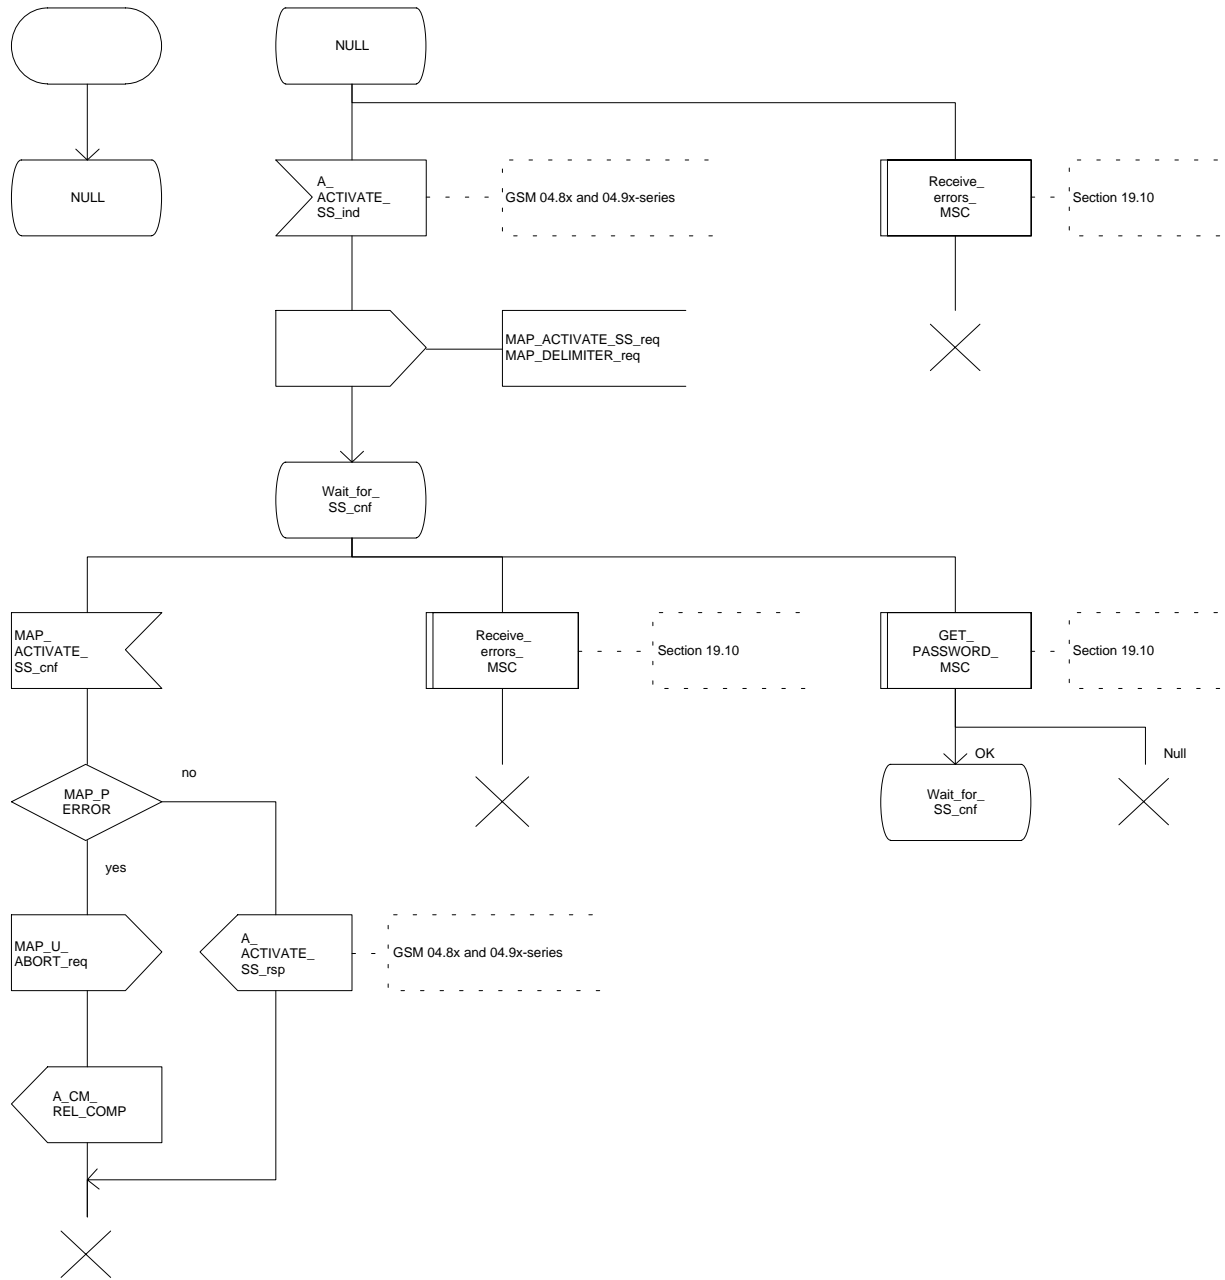 NULL
NULL
A_
ACTIVATE_
SS_ind
GSM 04.8x and 04.9x-series
Receive_
errors_
MSC
Section 19.10
MAP_ACTIVATE_SS_req
MAP_DELIMITER_req
Wait_for_
SS_cnf
MAP_
ACTIVATE_
SS_cnf
Receive_
errors_
MSC
Section 19.10
GET_
PASSWORD_
MSC
Section 19.10
OK
Null
no
MAP_P
ERROR
Wait_for_
SS_cnf
yes
MAP_U_
ABORT_req
A_
ACTIVATE_
SS_rsp
GSM 04.8x and 04.9x-series
A_CM_
REL_COMP